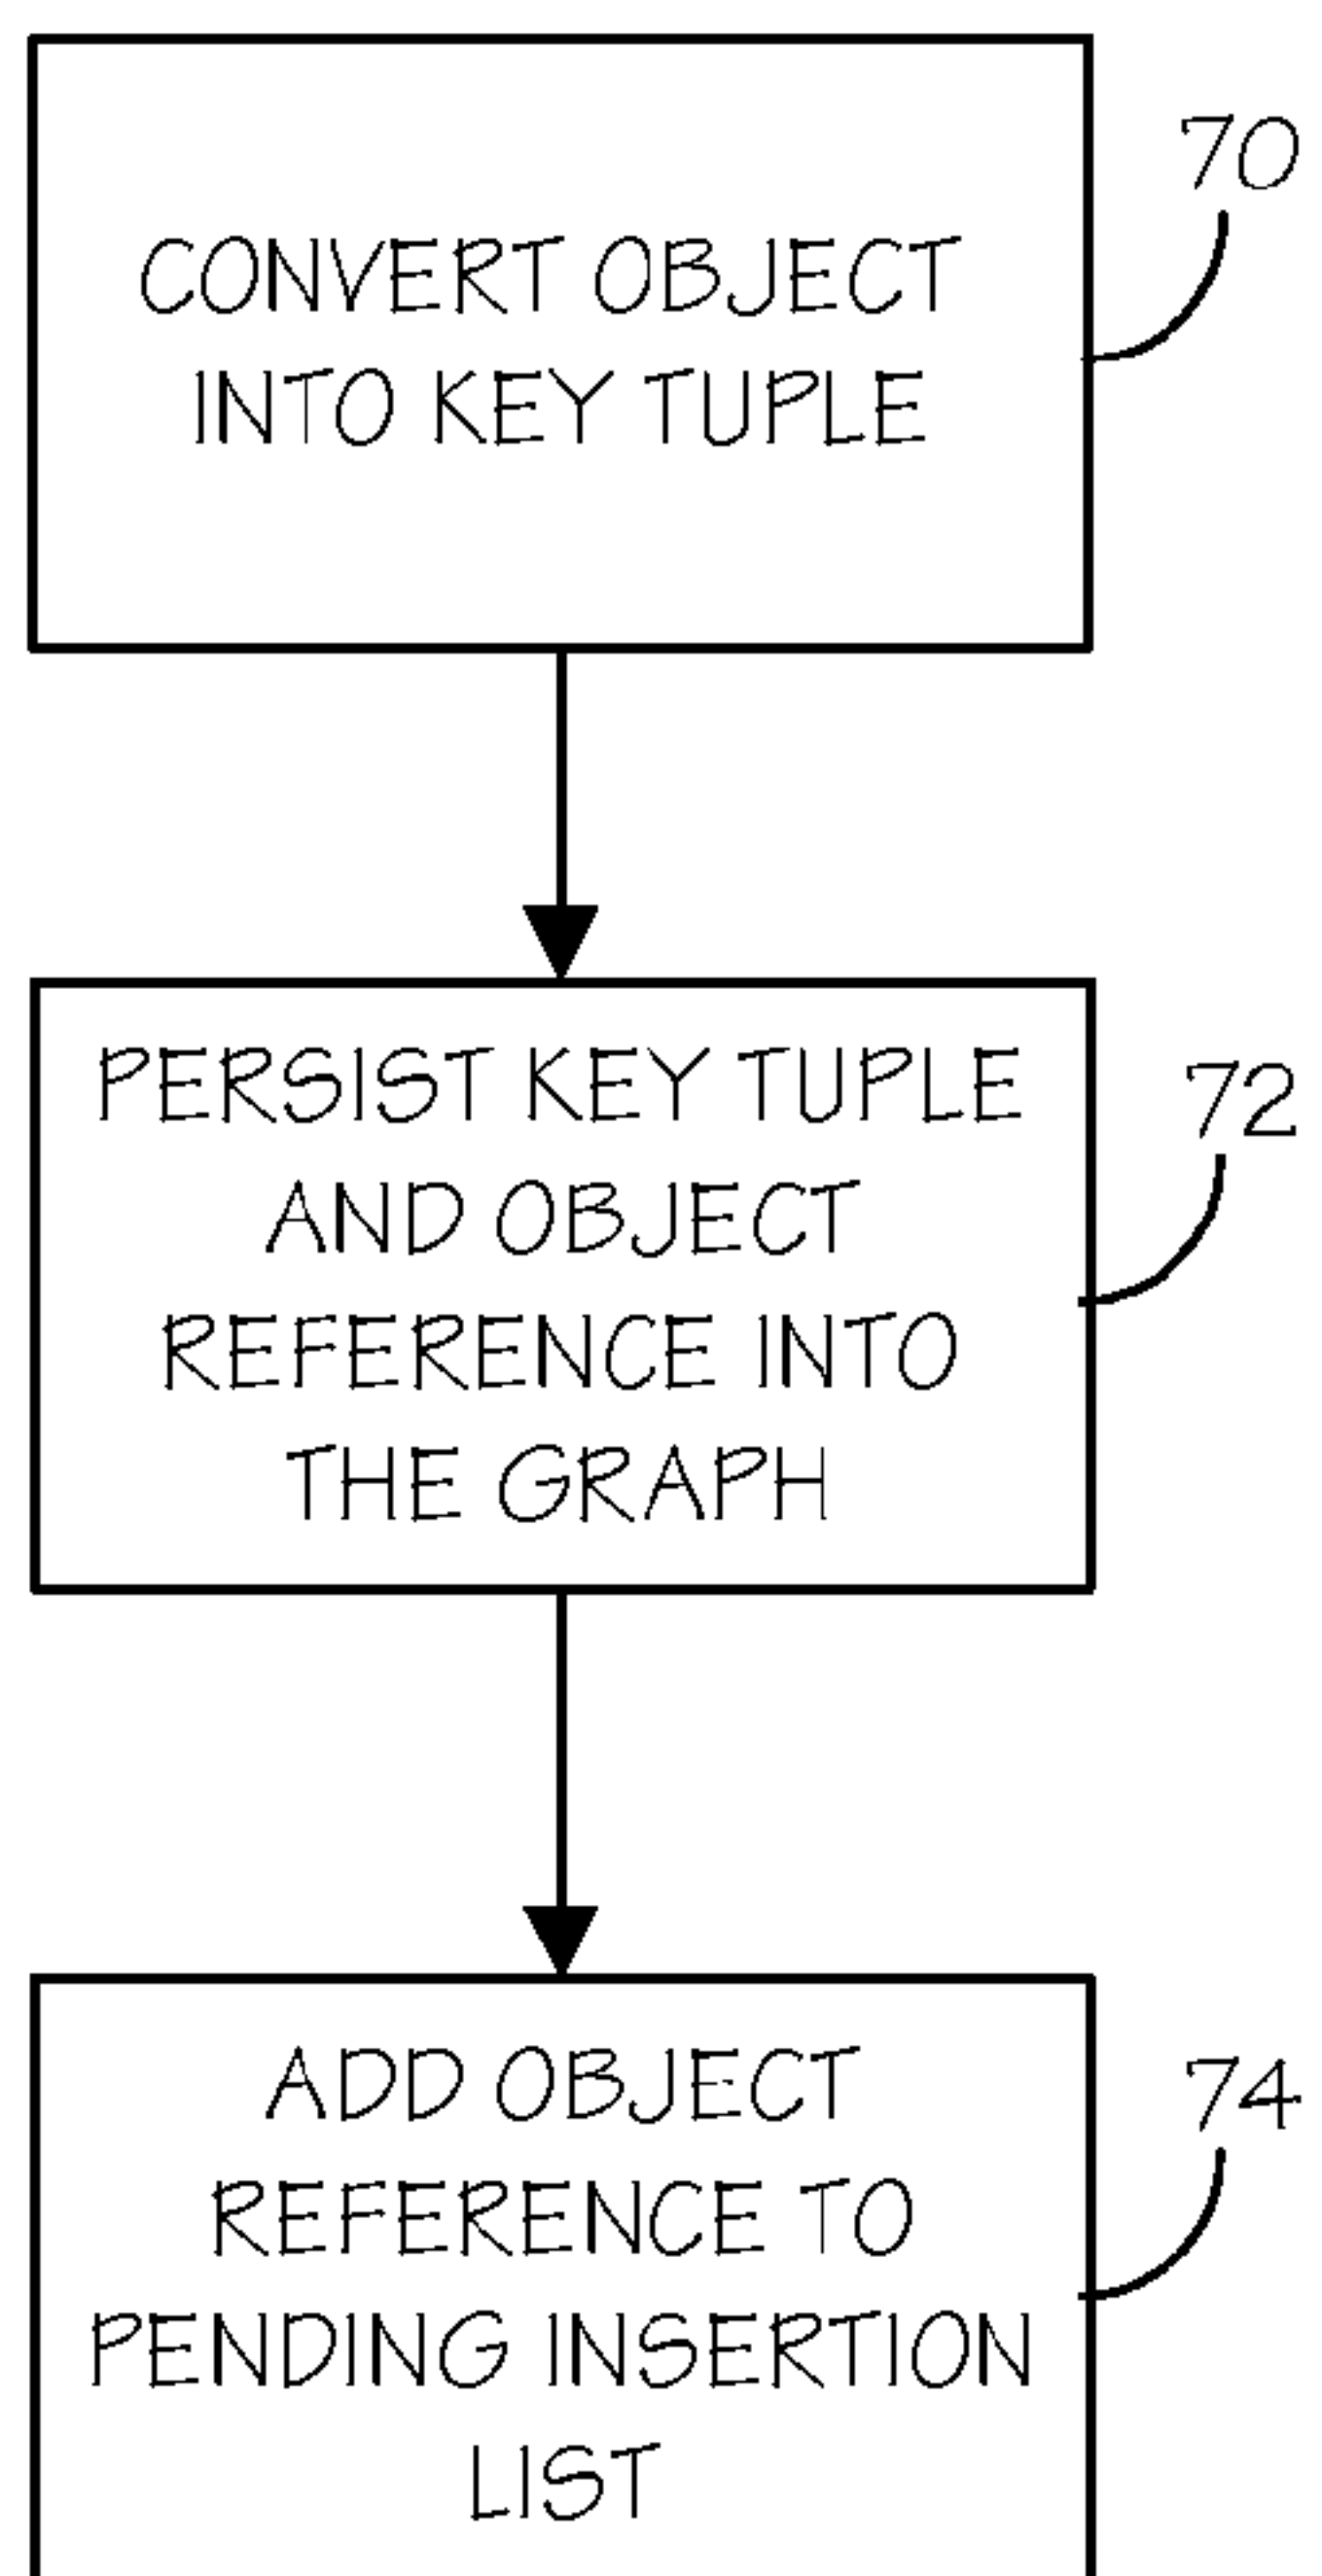 70
CONVERT OBJECT
INTO KEY TUPLE
72
PERSIST KEY TUPLE
AND OBJECT
REFERENCE INTO
THE GRAPH
74
ADD OBJECT
REFERENCE TO
PENDING INSERTION
LIST